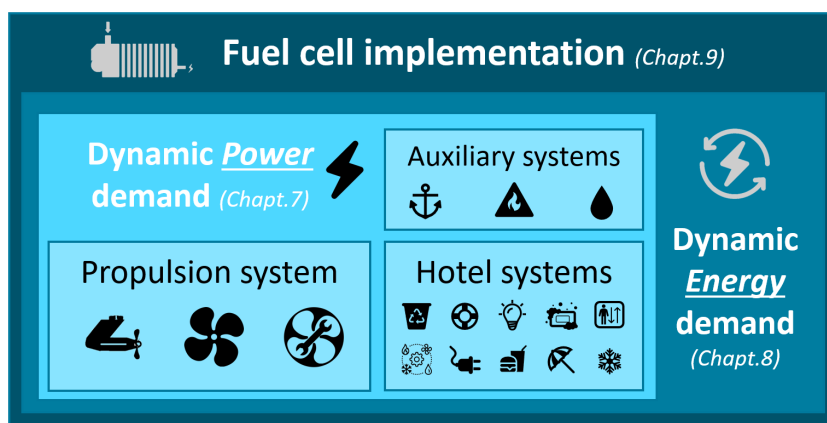 Fuel cell implementation (Chapt.9)
Dynamic Power
demand (Chapt.7)
Auxiliary systems
Propulsion system
Hotel systems
Dynamic
Energy
demand
(Chapt.8)